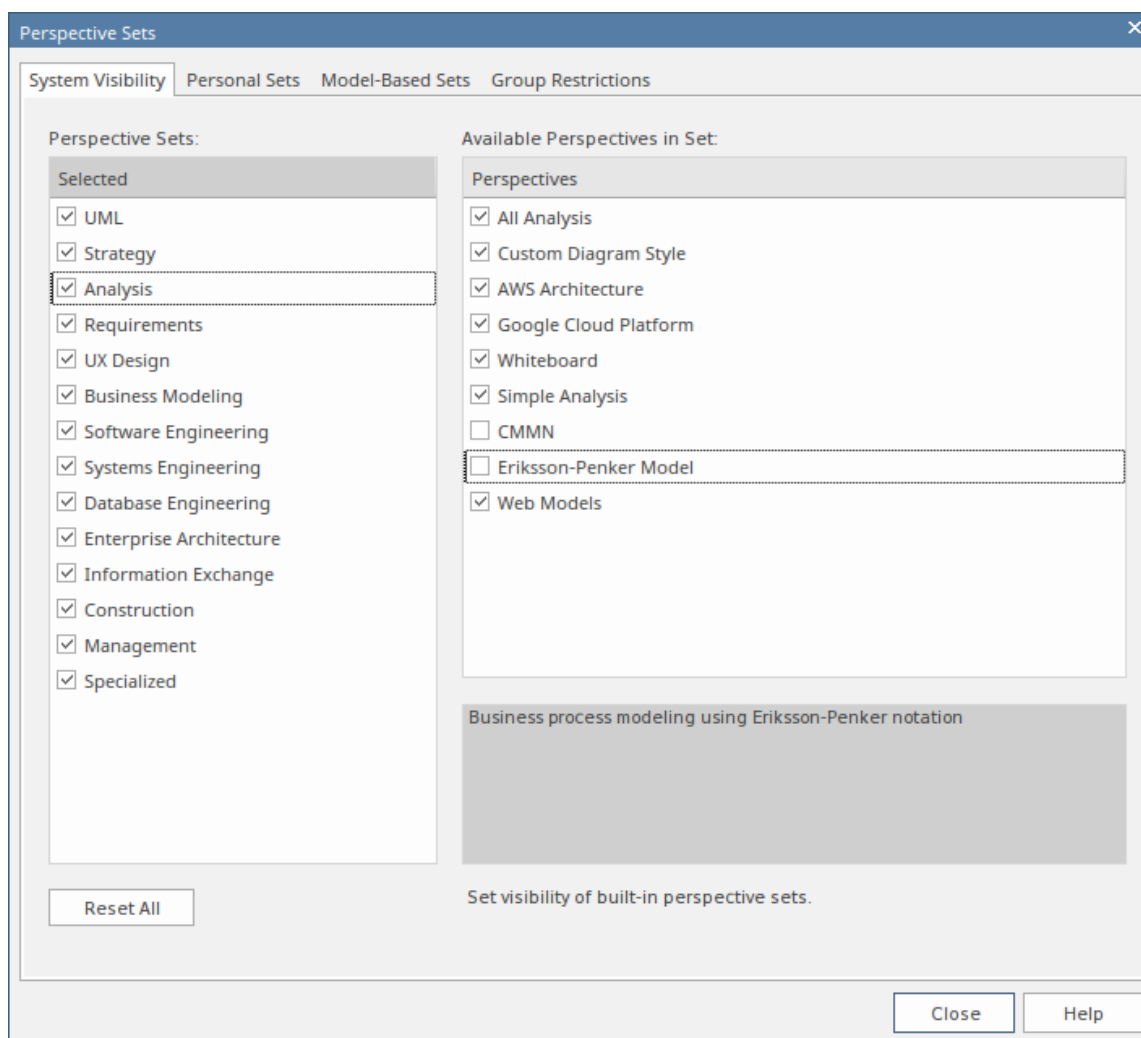 Perspective Sets
System Visibility Personal Sets Model-Based Sets Group Restrictions
Perspective Sets:
Selected
UML
Strategy
Analysis
Requirements
UX Design
Business Modeling
Software Engineering
Systems Engineering
Database Engineering
Enterprise Architecture
Information Exchange
Construction
Management
Specialized
Reset All
Available Perspectives in Set:
Perspectives
All Analysis
Custom Diagram Style
AWS Architecture
Google Cloud Platform
Whiteboard
Simple Analysis
CMMN
Eriksson-Penker Model
Web Models
Business process modeling using Eriksson-Penker notation
Set visibility of built-in perspective sets.
Close Help